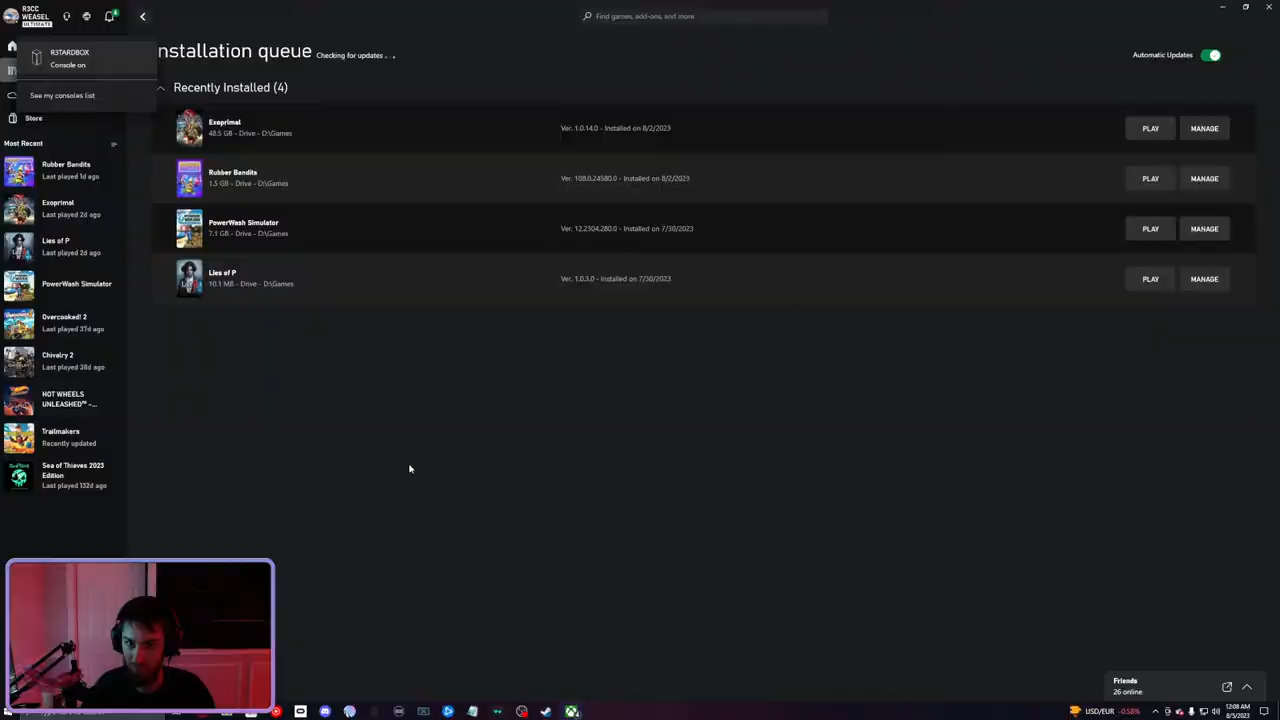 R3CC
WEASEL
ULTIMATE
Find games, add-ons, and more
R3TARDBOX
Console on
See my consoles list
Store
Most Recent
Rubber Bandits
Last played 1d ago
Exoprimal
Last played 2d ago
Lies of P
Last played 2d ago
PowerWash Simulator
Overcooked! 2
Last played 37d ago
Chivalry 2
Last played 38d ago
HOT WHEELS
UNLEASHED™ -...
Trailmakers
Recently updated
Sea of Thieves 2023
Edition
Last played 132d ago
nstallation queue Checking for updates . .
Automatic Updates
Recently Installed (4)
Exoprimal
48.5 GB - Drive - D:\Games
Ver. 1.0.14.0 - Installed on 8/2/2023
PLAY MANAGE
Rubber Bandits
1.5 GB - Drive - D:\Games
Ver. 108.0.24580.0 - Installed on 8/2/2023
PLAY MANAGE
PowerWash Simulator
7.1 GB - Drive - D:\Games
Ver. 12.2304.280.0 - Installed on 7/30/2023
PLAY MANAGE
Lies of P
10.1 MB - Drive - D:\Games
Ver. 1.0.3.0 - Installed on 7/30/2023
PLAY MANAGE
Friends
26 online
USD/EUR -0.58%
12:08 AM
8/5/2023